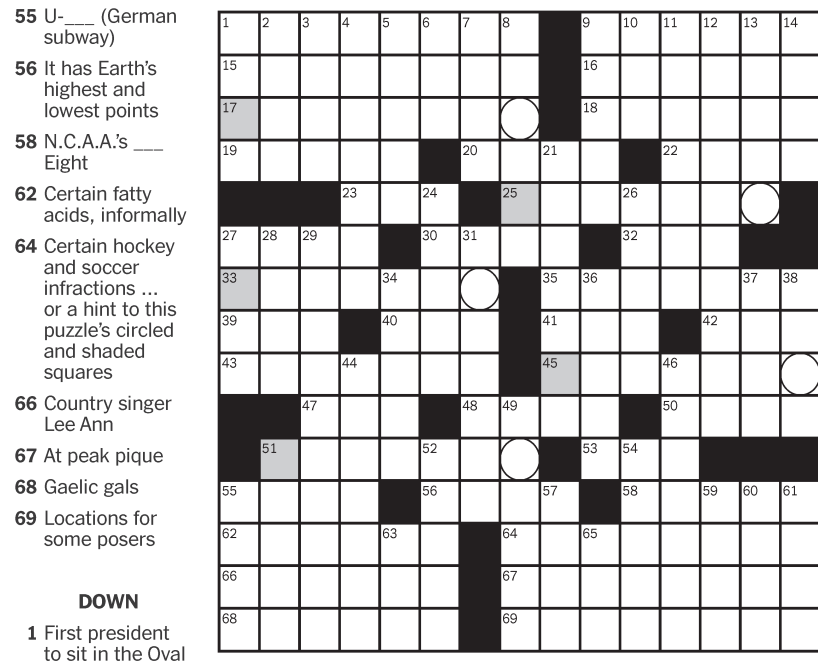 55 U-___ (German
subway)
56 It has Earth's
highest and
lowest points
58 N.C.A.A.'s ___
Eight
62 Certain fatty
acids, informally
64 Certain hockey
and soccer
infractions ...
or a hint to this
puzzle's circled
and shaded
squares
66 Country singer
Lee Ann
67 At peak pique
68 Gaelic gals
69 Locations for
some posers
DOWN
1 First president
to sit in the Oval
1 2 3 4 5 6 7 8 9 10 11 12 13 14
15 16
17 18
19 20 21 22
23 24 25 26
27 28 29 30 31 32
33 34 35 36 37 38
39 40 41 42
43 44 45 46
47 48 49 50
51 52 53 54
55 56 57 58 59 60 61
62 63 64 65
66 67
68 69